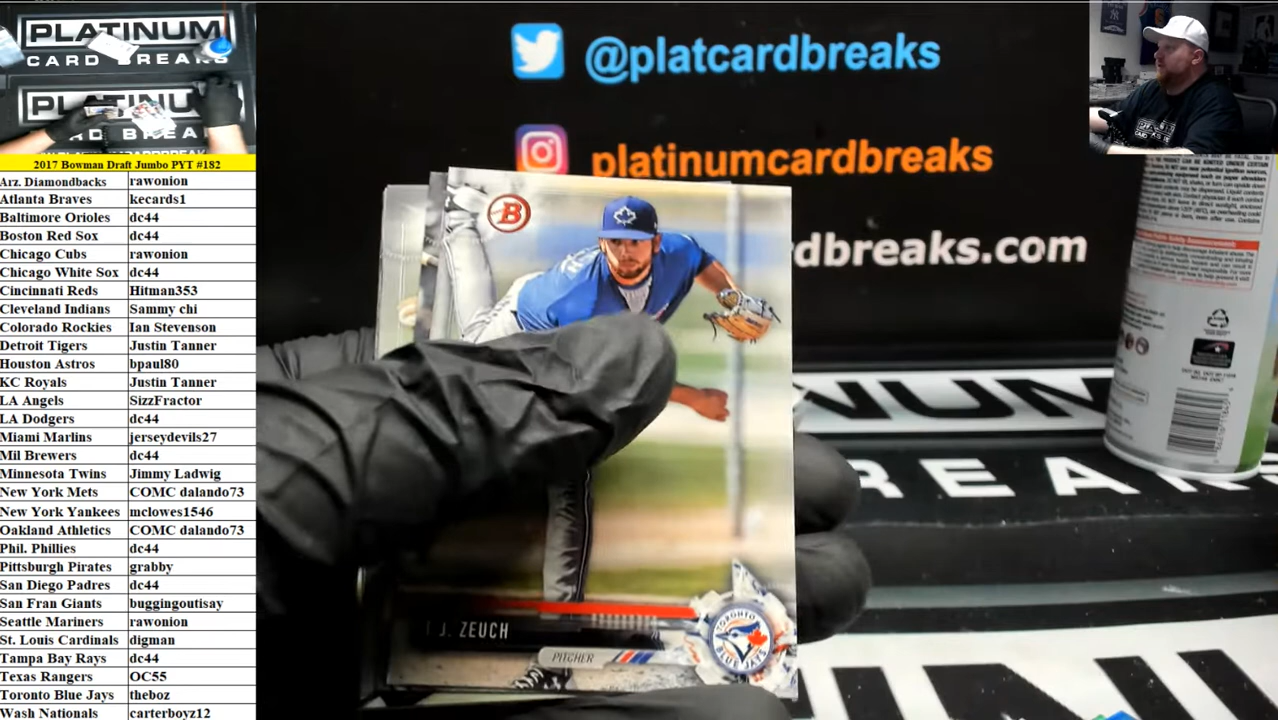 PLATINUM
CARD BREAKS
2017 Bowman Draft Jumbo PYT #182
Arz. Diamondbacks rawonion
Atlanta Braves kecards1
Baltimore Orioles dc44
Boston Red Sox dc44
Chicago Cubs rawonion
Chicago White Sox dc44
Cincinnati Reds Hitman353
Cleveland Indians Sammy chi
Colorado Rockies Ian Stevenson
Detroit Tigers Justin Tanner
Houston Astros bpaul80
KC Royals Justin Tanner
LA Angels SizzFractor
LA Dodgers dc44
Miami Marlins jerseydevils27
Mil Brewers dc44
Minnesota Twins Jimmy Ladwig
New York Mets COMC dalando73
New York Yankees mclowes1546
Oakland Athletics COMC dalando73
Phil. Phillies dc44
Pittsburgh Pirates grabby
San Diego Padres dc44
San Fran Giants buggingoutisay
Seattle Mariners rawonion
St. Louis Cardinals digman
Tampa Bay Rays dc44
Texas Rangers OC55
Toronto Blue Jays theboz
Wash Nationals carterboyz12
@platcardbreaks
platinumcardbreaks
dbreaks.com
B
J. ZEUCH
PITCHER
TORONTO
BLUE JAYS
NUM
BREA